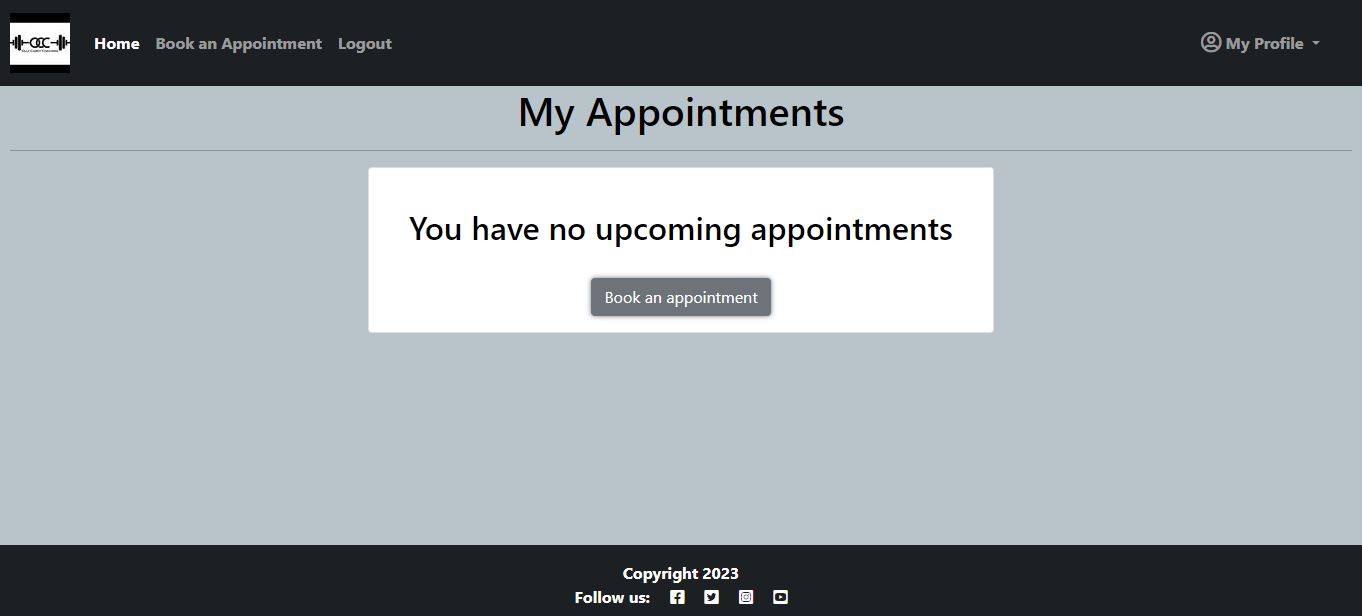 OCC
Home Book an Appointment Logout
My Profile
My Appointments
You have no upcoming appointments
Book an appointment
Copyright 2023
Follow us: